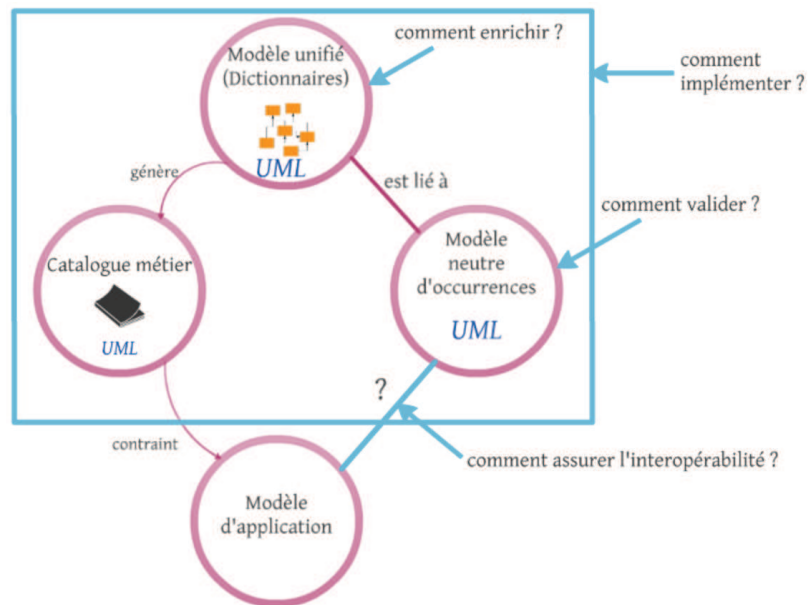 Modèle unifié
(Dictionnaires)
UML
comment enrichir ?
comment
implémenter ?
génère
est lié à
comment valider ?
Catalogue métier
UML
Modèle
neutre
d'occurrences
UML
?
contraint
comment assurer l'interopérabilité ?
Modèle
d'application